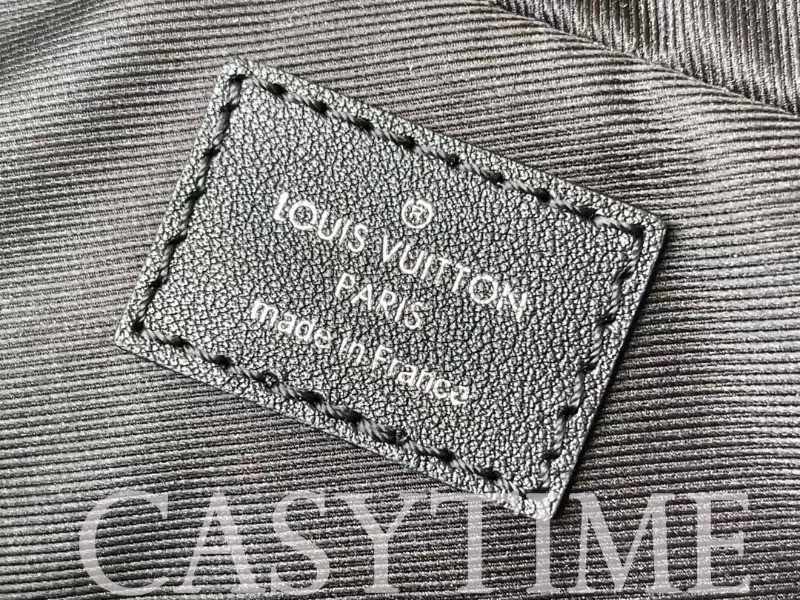 ®
LOUIS VUITTON
PARIS
made in France
CASYTIME